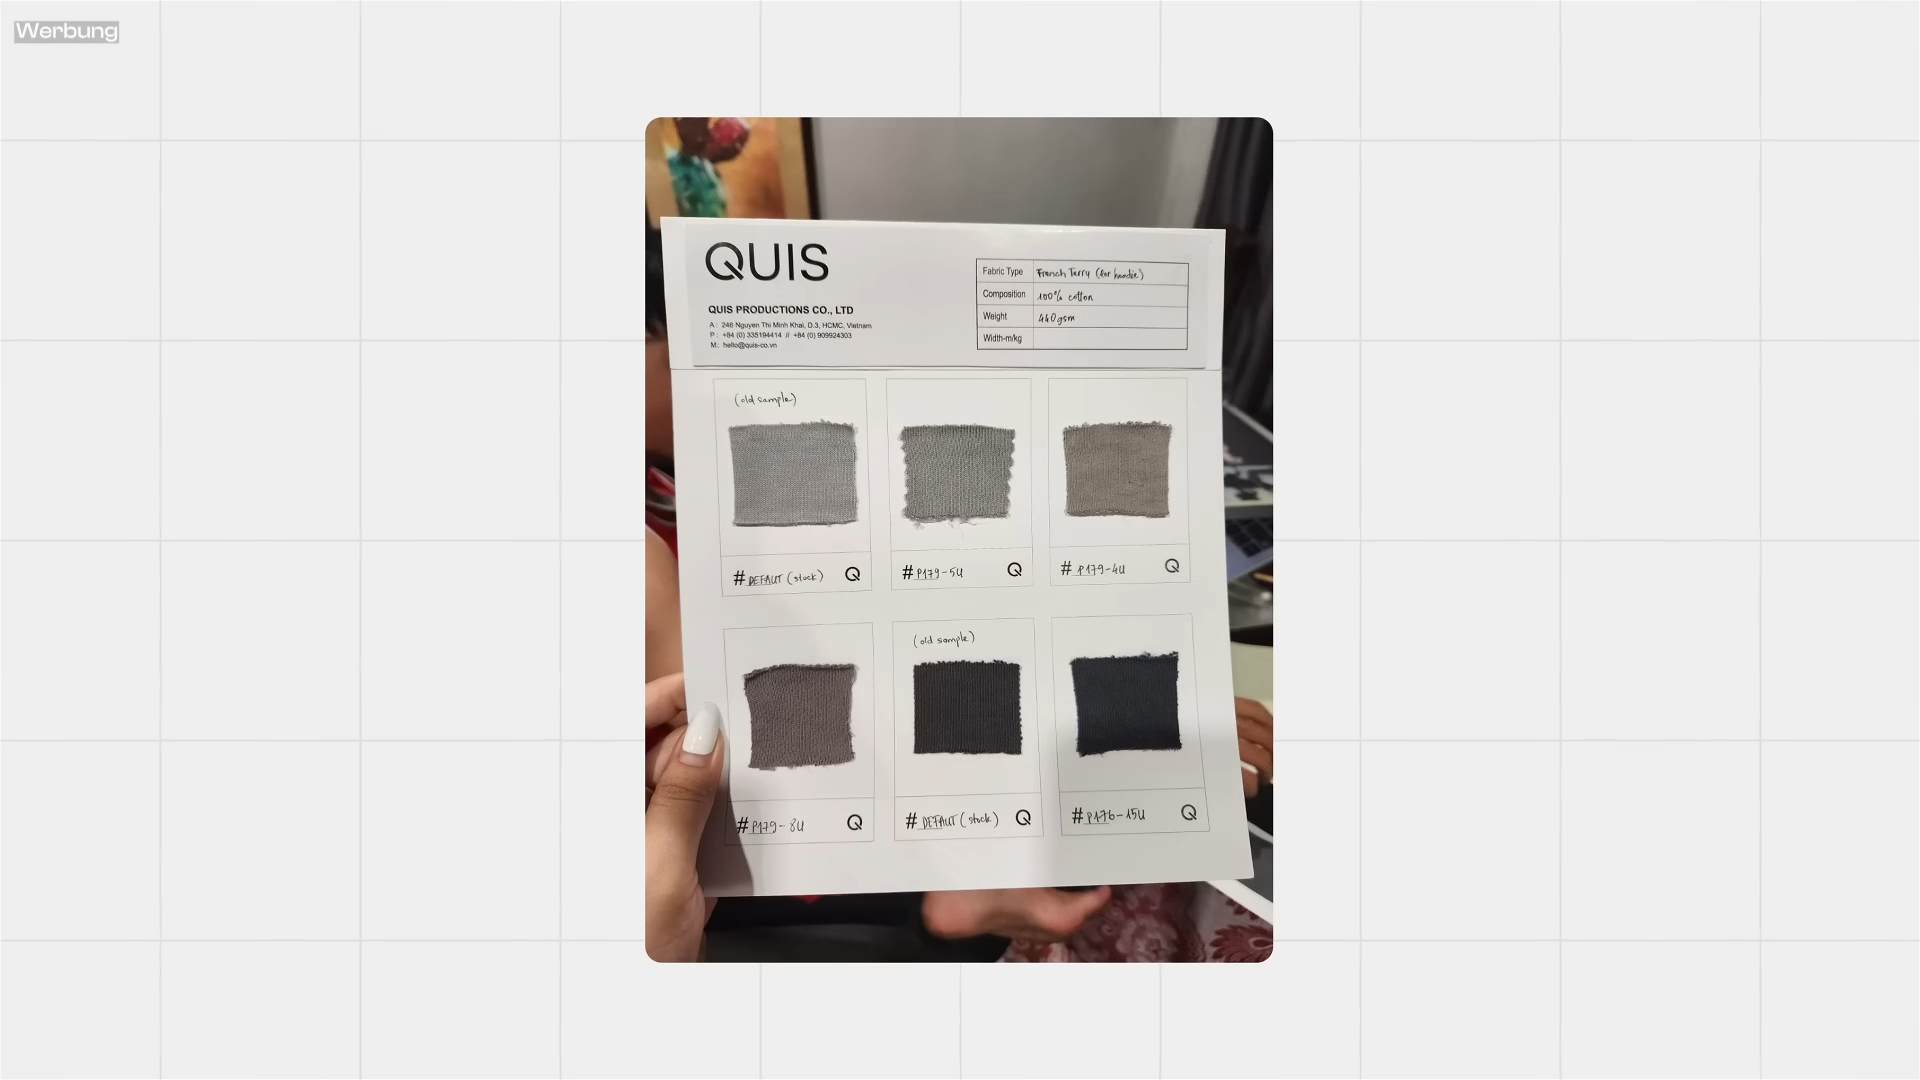 Werbung
QUIS
QUIS PRODUCTIONS CO., LTD
A : 246 Nguyen Thi Minh Khai, D.3, HCMC, Vietnam
P : +84 (0) 335194414 // +84 (0) 909924303
M : hello@quis-co.vn
Fabric Type French Terry (for hoodie)
Composition 100% cotton
Weight 440gsm
Width-m/kg
(old sample)
#DEFAUT (stock) Q
#P179-5U Q
#P179-4U Q
(old sample)
#P179-8U Q
#DEFAUT (stock) Q
#P176-15U Q